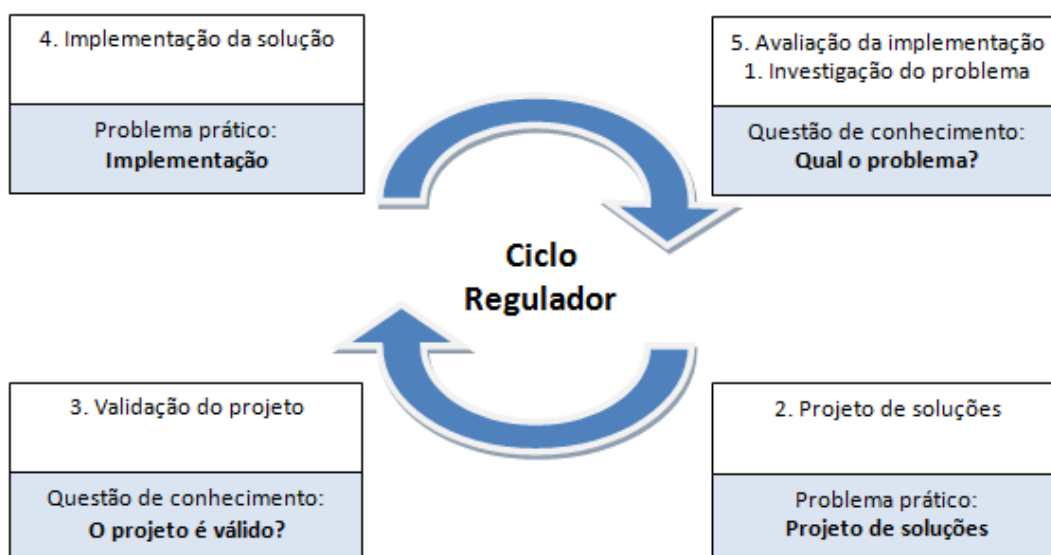 4. Implementação da solução
Problema prático:
Implementação
5. Avaliação da implementação
1. Investigação do problema
Questão de conhecimento:
Qual o problema?
Ciclo
Regulador
3. Validação do projeto
Questão de conhecimento:
O projeto é válido?
2. Projeto de soluções
Problema prático:
Projeto de soluções